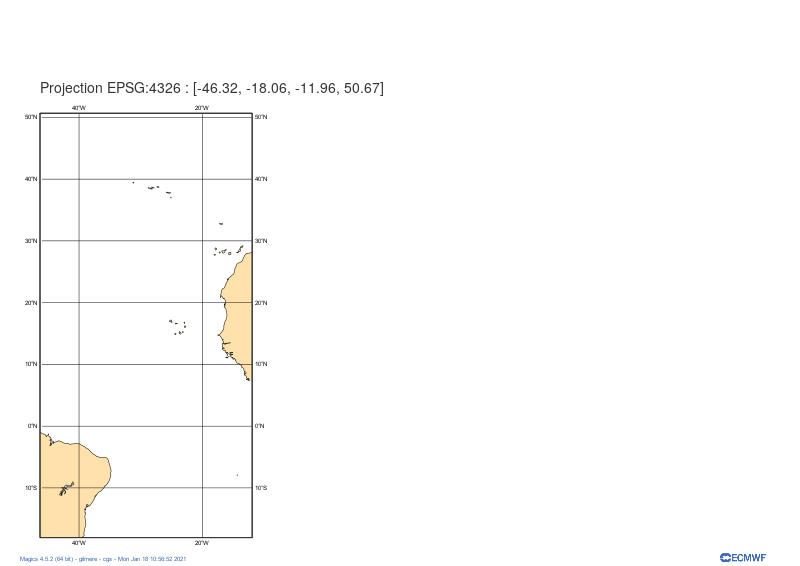 Projection EPSG:4326 : [-46.32, -18.06, -11.96, 50.67]
40°W 20°W
50°N 50°N
40°N 40°N
30°N 30°N
20°N 20°N
10°N 10°N
0°N 0°N
10°S 10°S
40°W 20°W
Magics 4.5.2 (64 bit) - gilmere - cgs - Mon Jan 18 10:56:52 2021
ECMWF